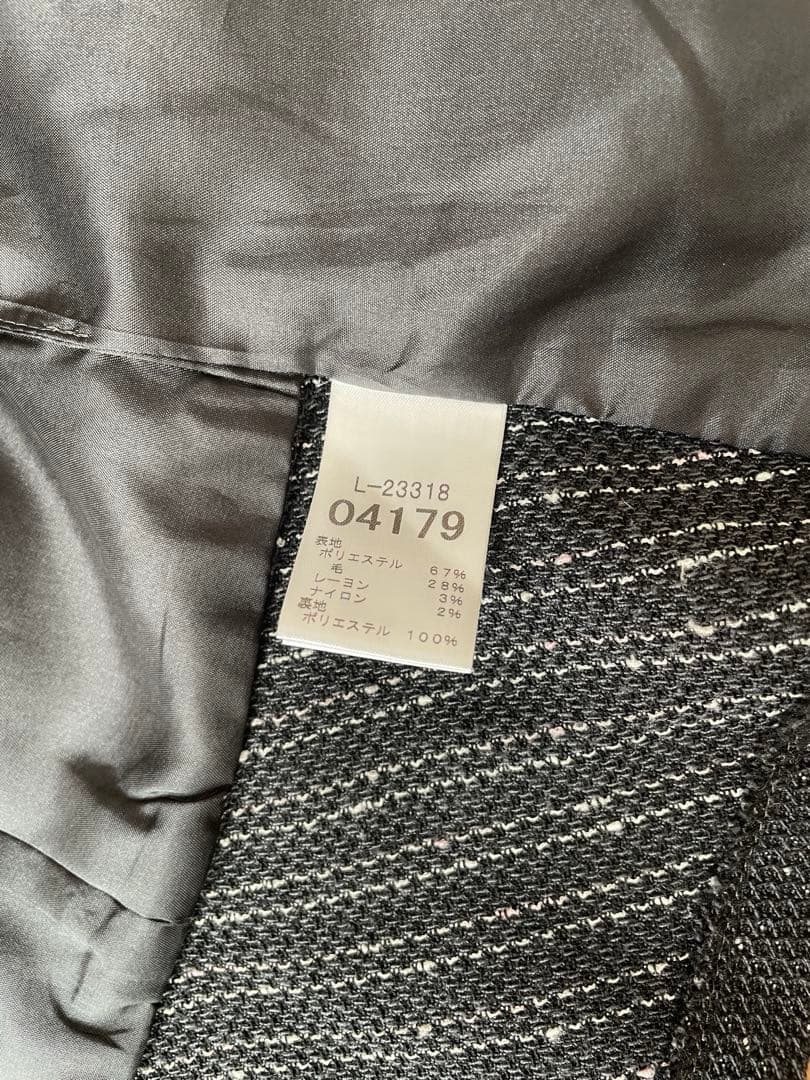 L-23318
04179
表地
ポリエステル 67%
毛 28%
レーヨン 3%
ナイロン 2%
裏地
ポリエステル 100%